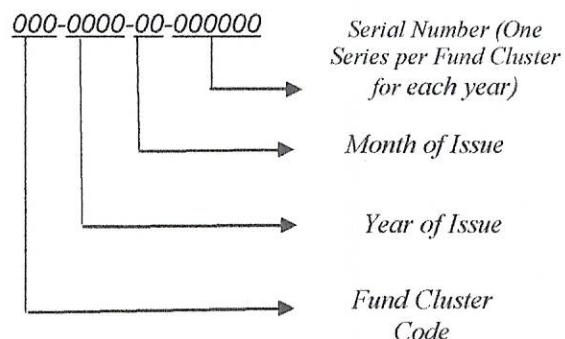 000-0000-00-000000
Serial Number (One
Series per Fund Cluster
for each year)
Month of Issue
Year of Issue
Fund Cluster
Code